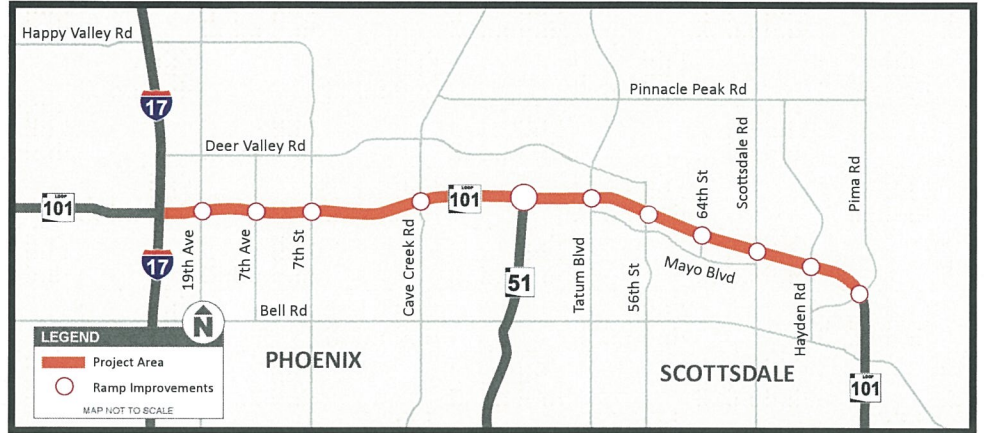 Happy Valley Rd
17
Pinnacle Peak Rd
Deer Valley Rd
Scottsdale Rd
64th St
Pima Rd
LOOP
101
LOOP
101
19th Ave
7th Ave
7th St
Cave Creek Rd
17
51
Tatum Blvd
56th St
Mayo Blvd
Hayden Rd
Bell Rd
N
LEGEND
Project Area
Ramp Improvements
MAP NOT TO SCALE
PHOENIX
SCOTTSDALE
LOOP
101